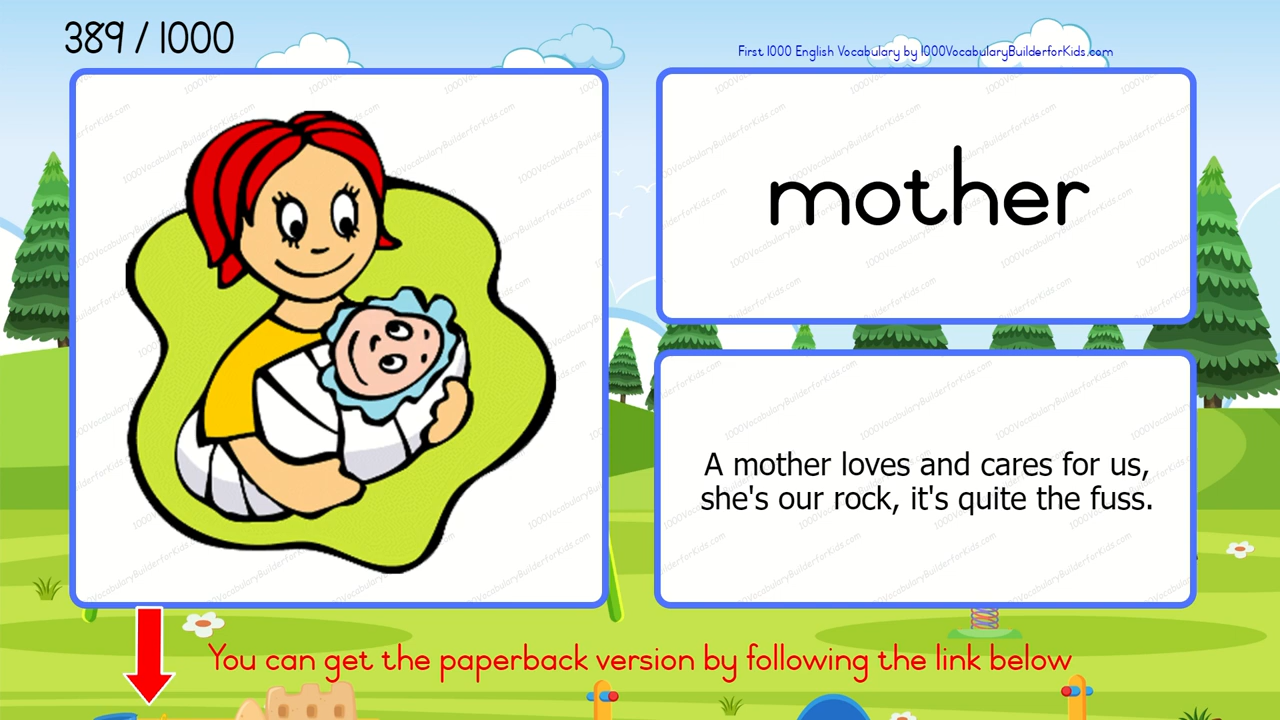 389 / 1000
First 1000 English Vocabulary by 1000VocabularyBuilderforKids.com
mother
A mother loves and cares for us,
she's our rock, it's quite the fuss.
You can get the paperback version by following the link below